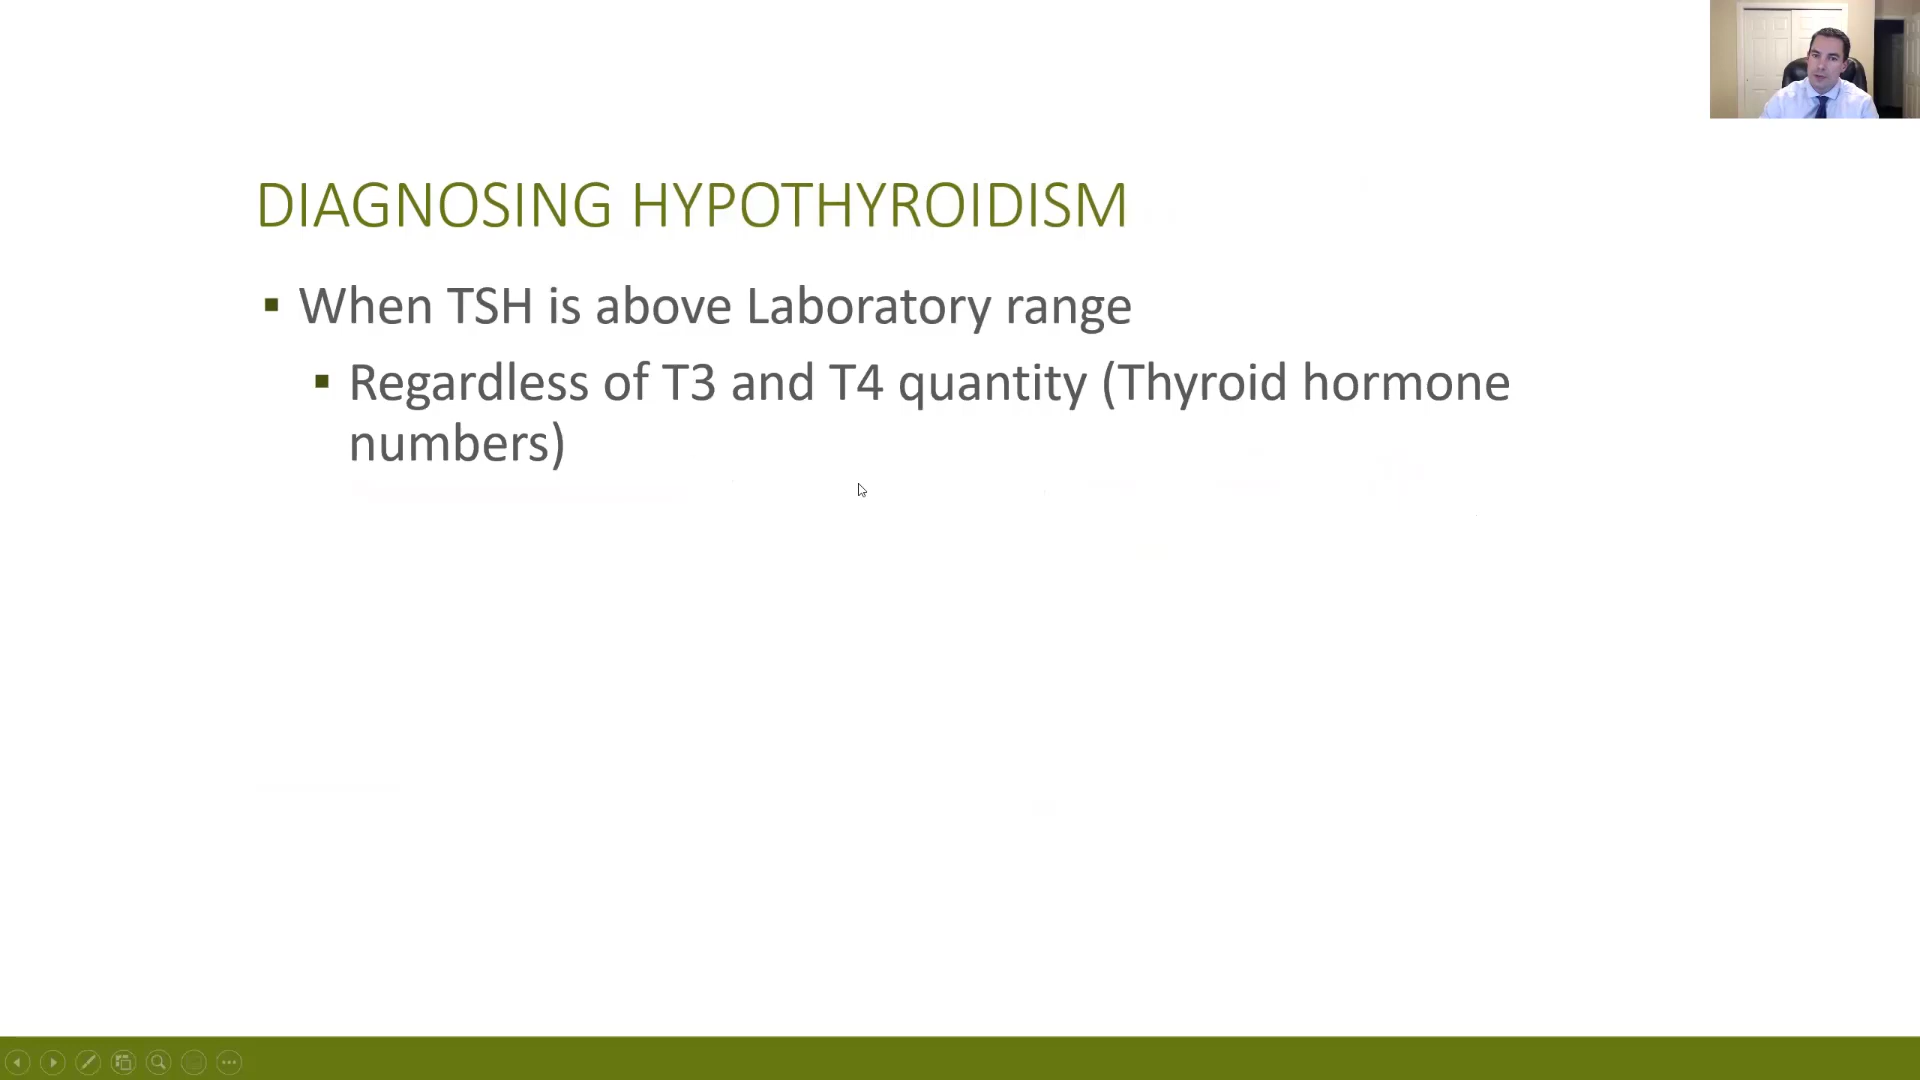 DIAGNOSING HYPOTHYROIDISM
When TSH is above Laboratory range
Regardless of T3 and T4 quantity (Thyroid hormone
numbers)